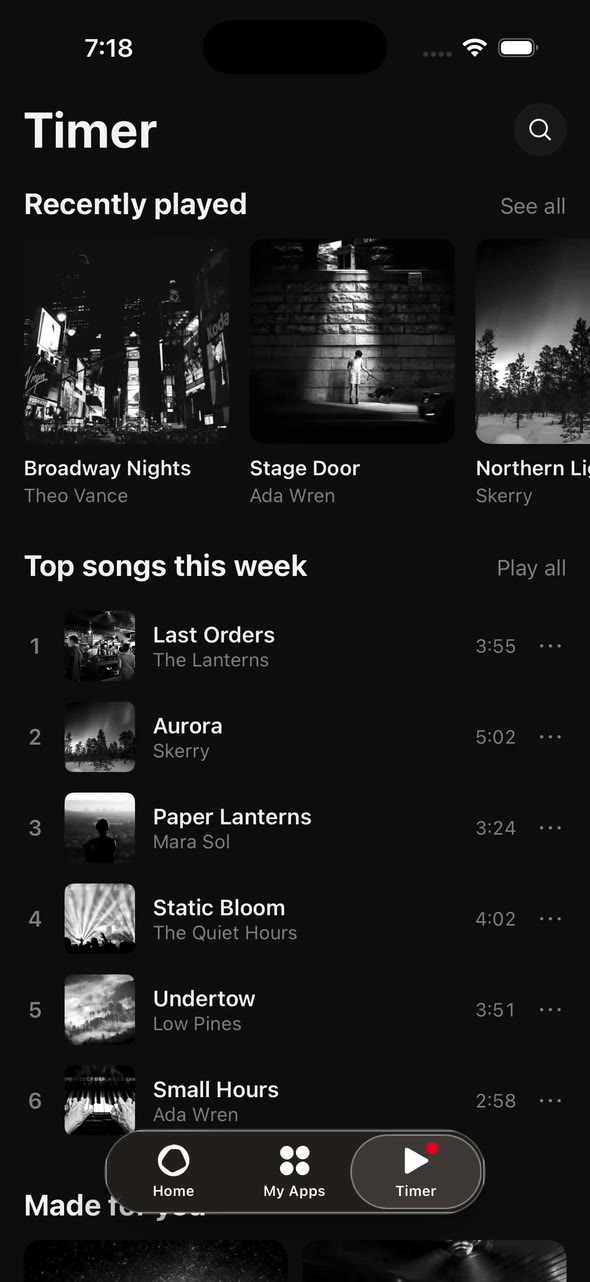 7:18
Timer
Recently played
See all
Broadway Nights
Theo Vance
Stage Door
Ada Wren
Northern Li
Skerry
Top songs this week
Play all
1
Last Orders
The Lanterns
3:55
2
Aurora
Skerry
5:02
3
Paper Lanterns
Mara Sol
3:24
4
Static Bloom
The Quiet Hours
4:02
5
Undertow
Low Pines
3:51
6
Small Hours
Ada Wren
2:58
Home
My Apps
Timer
Made for you